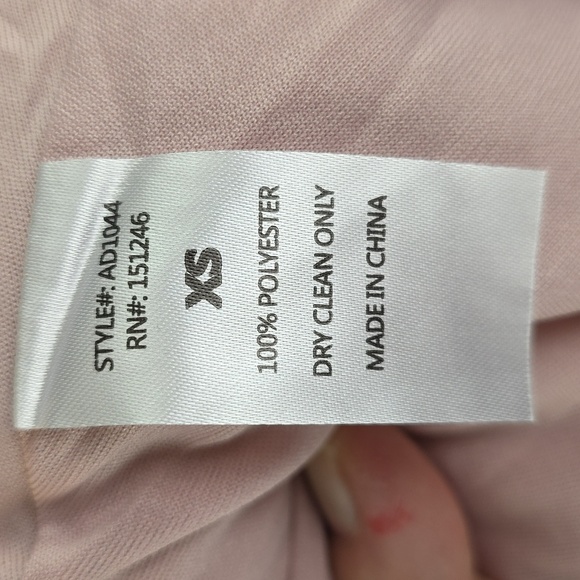 STYLE#: AD1044
RN#: 151246
XS
100% POLYESTER
DRY CLEAN ONLY
MADE IN CHINA